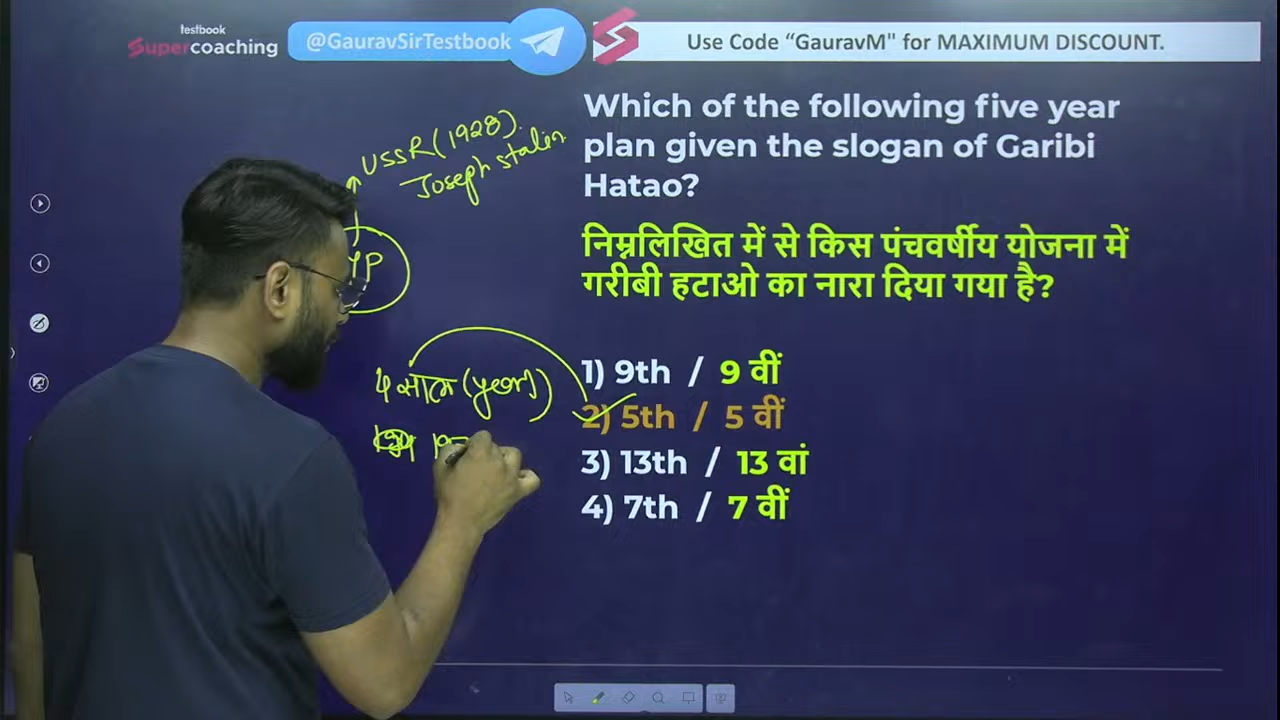 testbook
Supercoaching
@GauravSirTestbook
Use Code “GauravM" for MAXIMUM DISCOUNT.
Which of the following five year
plan given the slogan of Garibi
Hatao?
निम्नलिखित में से किस पंचवर्षीय योजना में
गरीबी हटाओ का नारा दिया गया है?
1) 9th / 9 वीं
2) 5th / 5 वीं
3) 13th / 13 वां
4) 7th / 7 वीं
USSR (1928).
Joseph stalin
YP
4 साल (years)